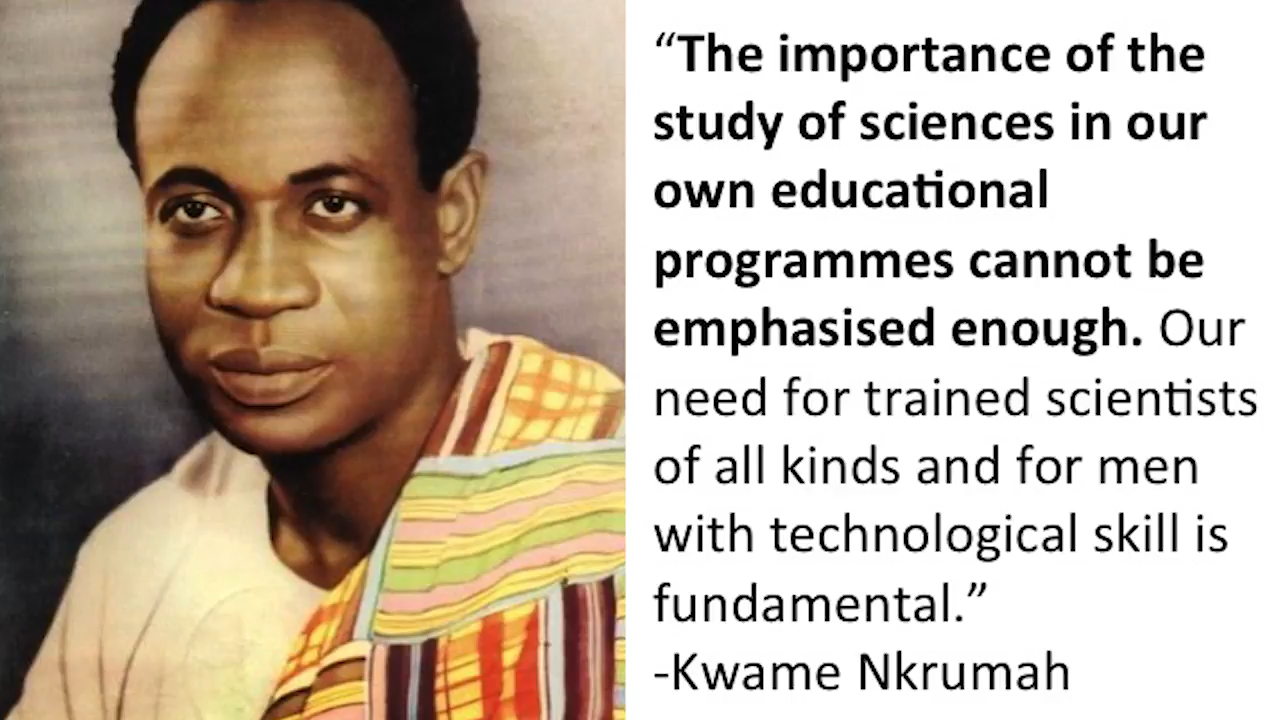 “The importance of the
study of sciences in our
own educational
programmes cannot be
emphasised enough. Our
need for trained scientists
of all kinds and for men
with technological skill is
fundamental.”
-Kwame Nkrumah